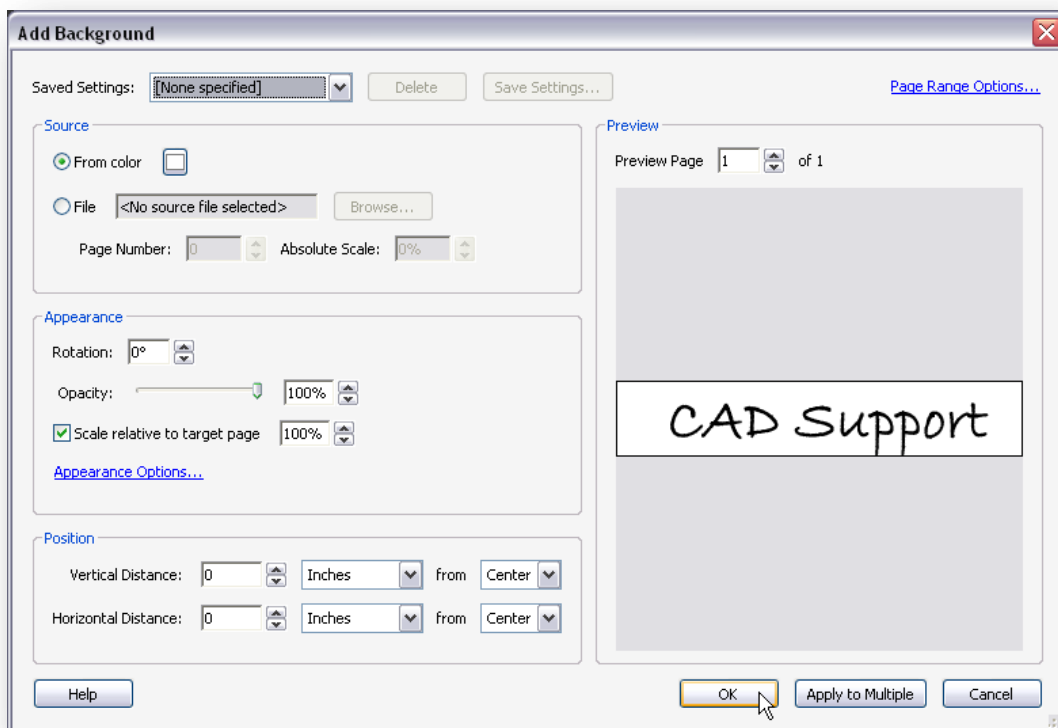 Add Background
Saved Settings: [None specified] Delete Save Settings... Page Range Options...
Source
From color
File <No source file selected> Browse...
Page Number: 0 Absolute Scale: 0%
Appearance
Rotation: 0°
Opacity: 100%
Scale relative to target page 100%
Appearance Options...
Position
Vertical Distance: 0 Inches from Center
Horizontal Distance: 0 Inches from Center
Preview
Preview Page 1 of 1
CAD Support
Help OK Apply to Multiple Cancel